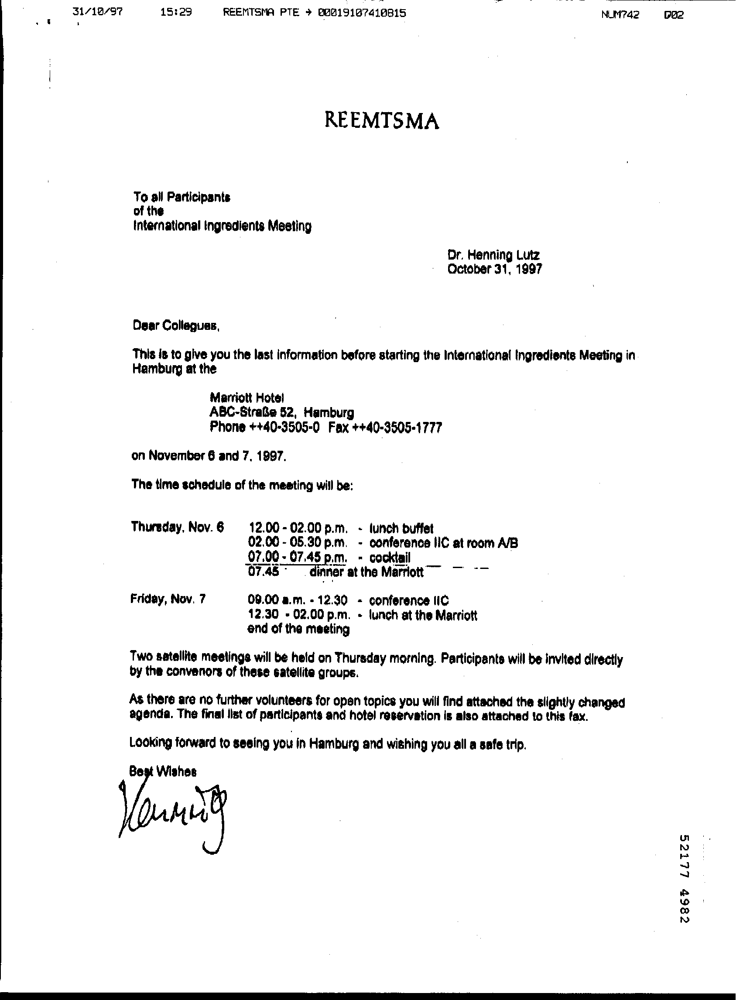 31/10/97 15:29 REEMTSMA PTE → 00019107410815 NUM742 D02
REEMTSMA
To all Participants
of the
International Ingredients Meeting
Dr. Henning Lutz
October 31, 1997
Dear Collegues,
This is to give you the last information before starting the International Ingredients Meeting in
Hamburg at the
Marriott Hotel
ABC-Straße 52, Hamburg
Phone ++40-3505-0 Fax ++40-3505-1777
on November 6 and 7, 1997.
The time schedule of the meeting will be:
Thursday, Nov. 6 12.00 - 02.00 p.m. - lunch buffet
02.00 - 05.30 p.m. - conference IIC at room A/B
07.00 - 07.45 p.m. - cocktail
07.45 dinner at the Marriott
Friday, Nov. 7 09.00 a.m. - 12.30 - conference IIC
12.30 - 02.00 p.m. - lunch at the Marriott
end of the meeting
Two satellite meetings will be held on Thursday morning. Participants will be invited directly
by the convenors of these satellite groups.
As there are no further volunteers for open topics you will find attached the slightly changed
agenda. The final list of participants and hotel reservation is also attached to this fax.
Looking forward to seeing you in Hamburg and wishing you all a safe trip.
Best Wishes
Henning
52177 4982